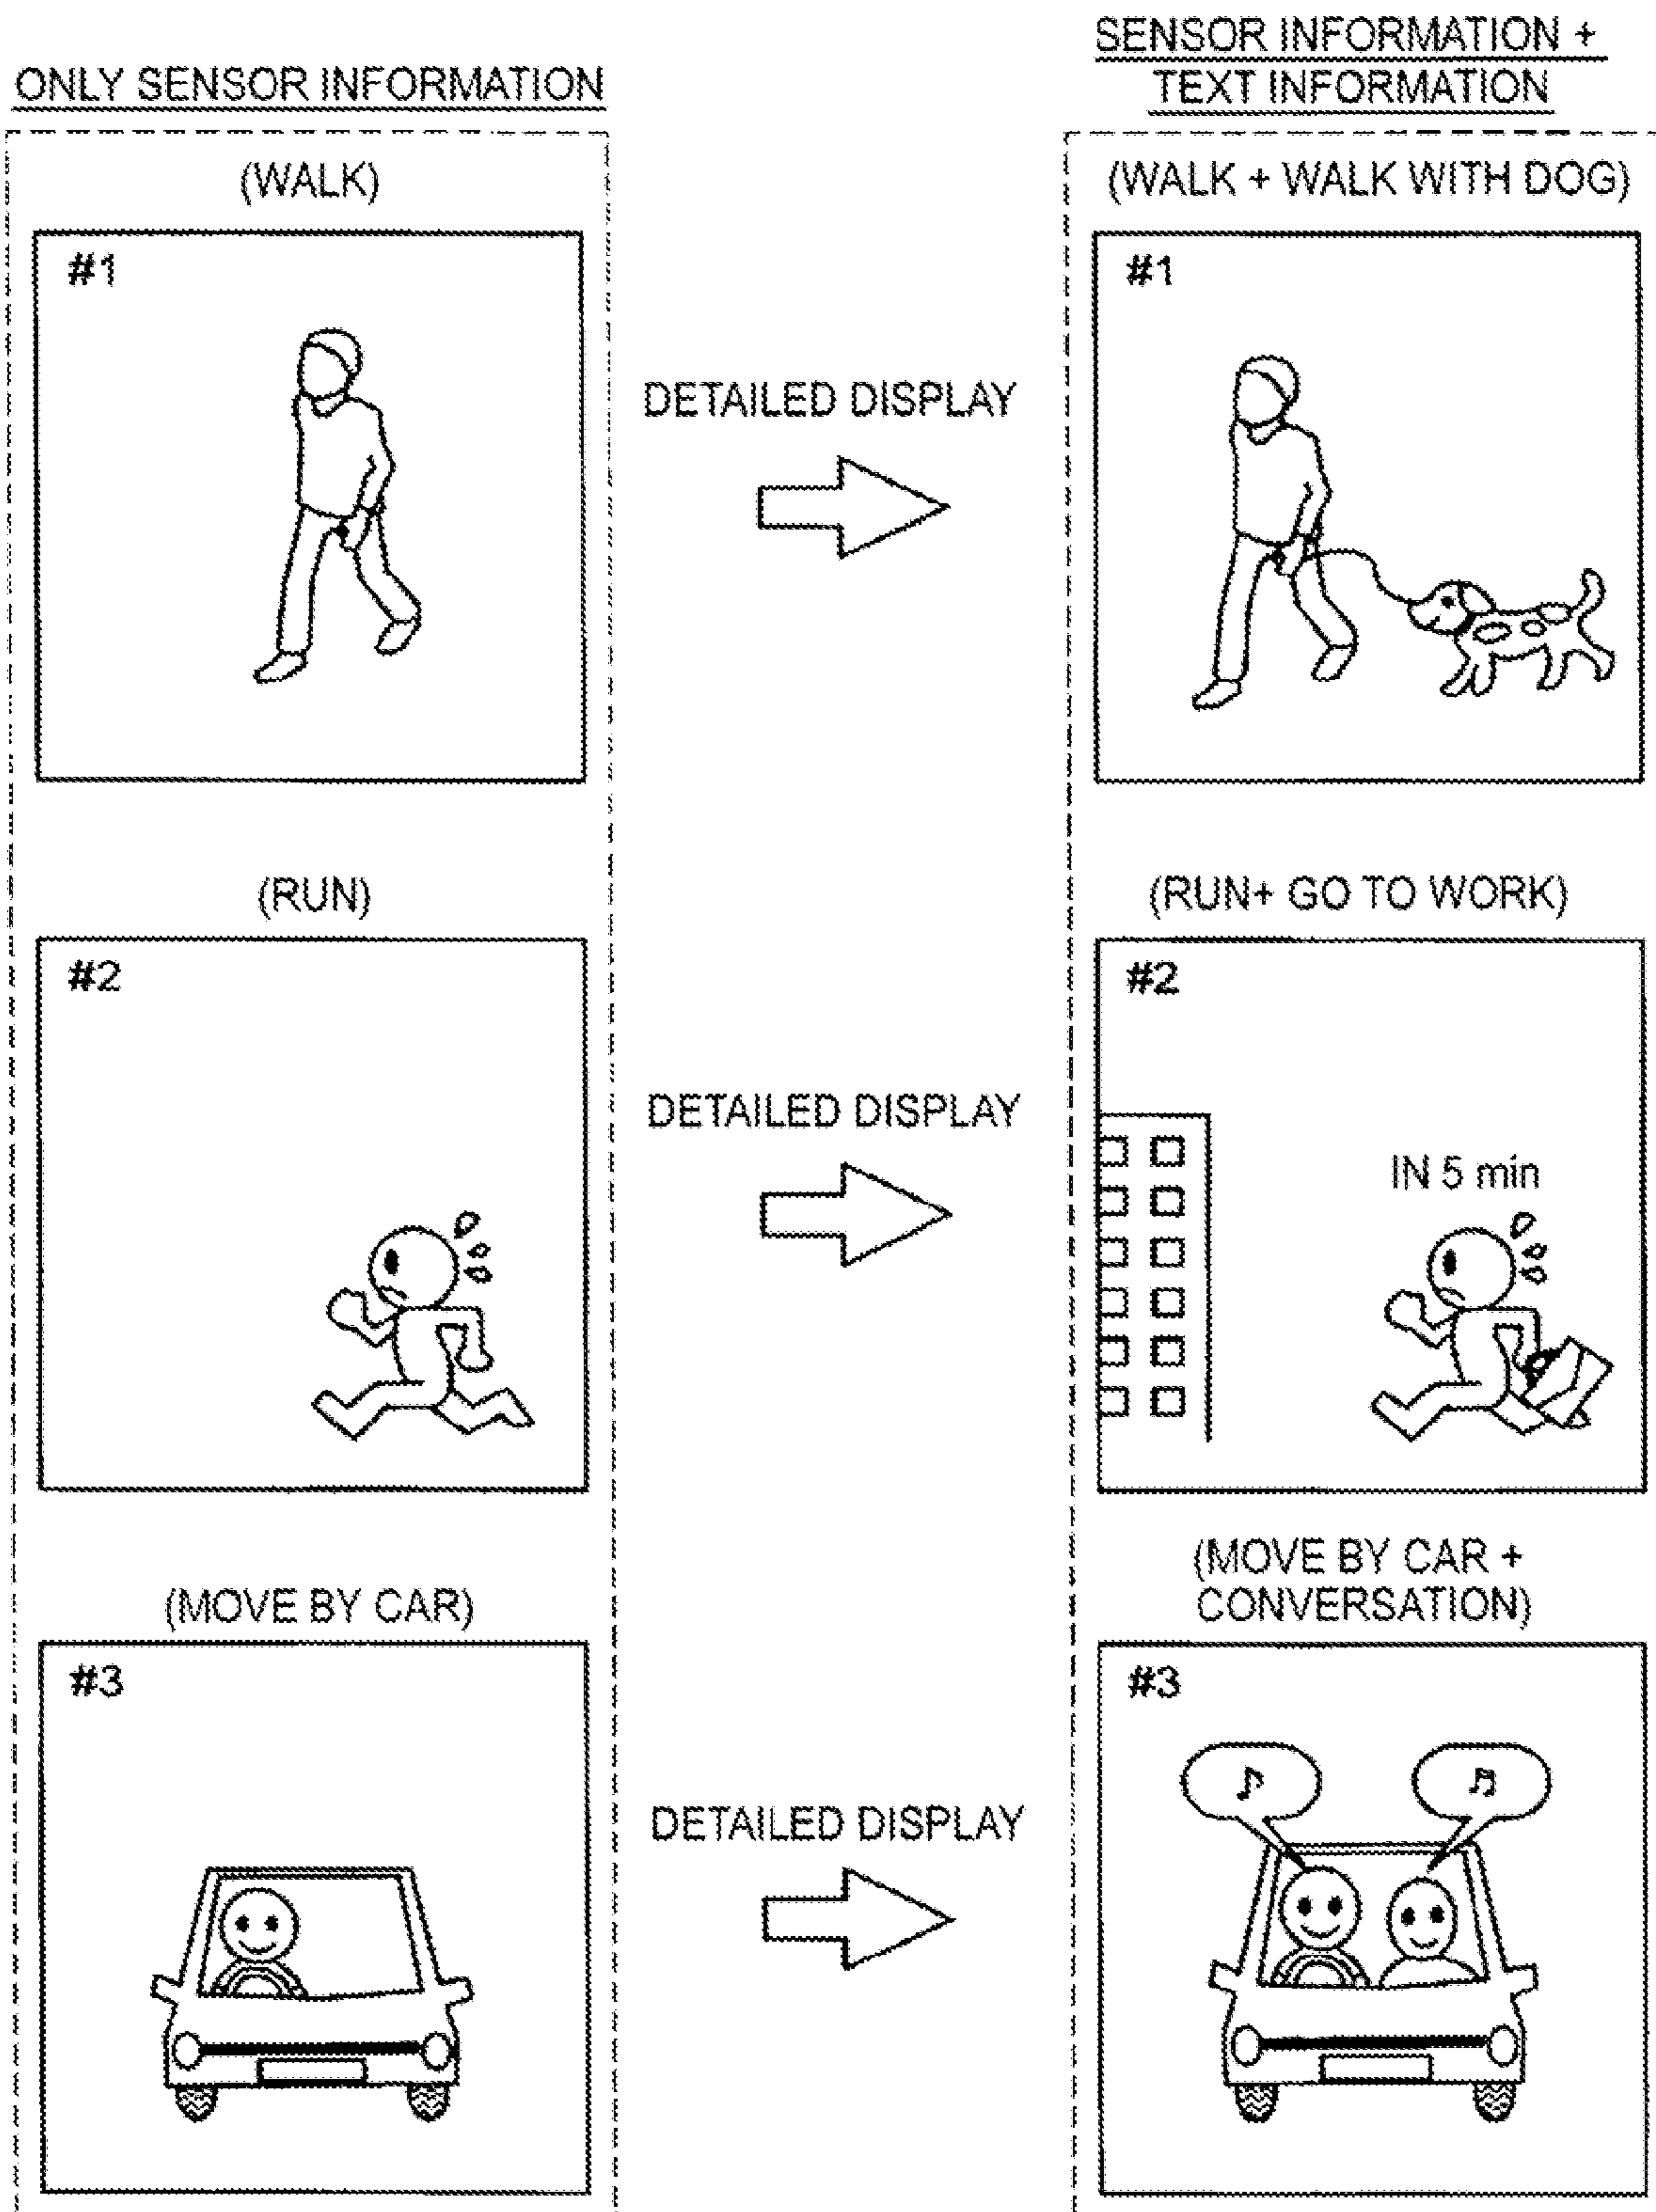 ONLY SENSOR INFORMATION
SENSOR INFORMATION +
TEXT INFORMATION
(WALK)
(WALK + WALK WITH DOG)
#1
DETAILED DISPLAY
#1
(RUN)
(RUN+ GO TO WORK)
#2
DETAILED DISPLAY
#2
IN 5 min
(MOVE BY CAR)
(MOVE BY CAR +
CONVERSATION)
#3
DETAILED DISPLAY
#3